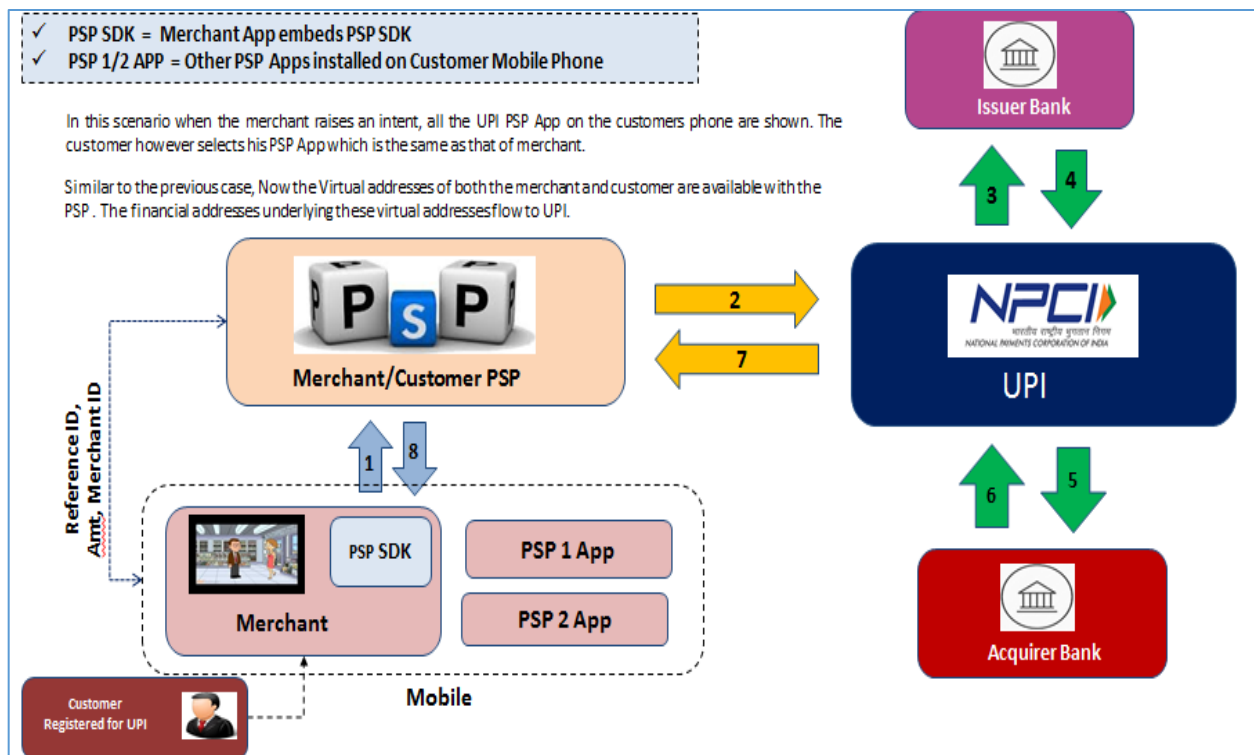 ✓ PSP SDK = Merchant App embeds PSP SDK
✓ PSP 1/2 APP = Other PSP Apps installed on Customer Mobile Phone
In this scenario when the merchant raises an intent, all the UPI PSP App on the customers phone are shown. The
customer however selects his PSP App which is the same as that of merchant.
Similar to the previous case, Now the Virtual addresses of both the merchant and customer are available with the
PSP . The financial addresses underlying these virtual addresses flow to UPI.
Issuer Bank
3
4
P P S P P
Merchant/Customer PSP
2
7
NPCI
भारतीय राष्ट्रीय भुगतान निगम
NATIONAL PAYMENTS CORPORATION OF INDIA
UPI
Reference ID,
Amt, Merchant ID
1
8
6
5
PSP SDK
Merchant
PSP 1 App
PSP 2 App
Mobile
Acquirer Bank
Customer
Registered for UPI